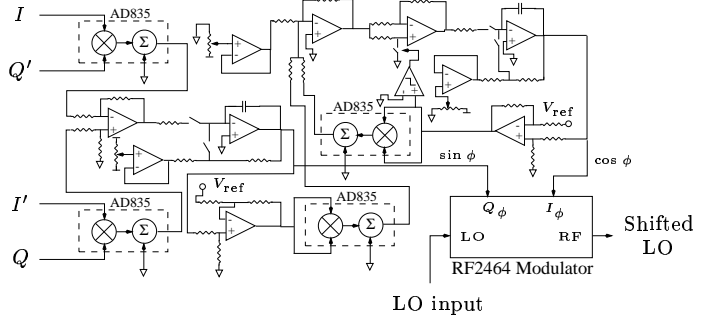 I
AD835
Σ
Q′
AD835
Σ
V_ref
sin ϕ
cos ϕ
I′
AD835
Σ
Q
V_ref
AD835
Σ
Q_ϕ I_ϕ
LO RF
Shifted
LO
RF2464 Modulator
LO input